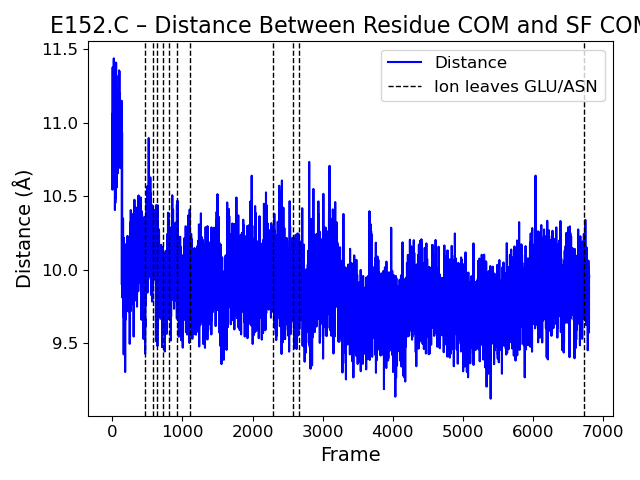 E152.C – Distance Between Residue COM and SF COM
11.5
11.0
10.5
10.0
9.5
Distance (Å)
Distance
Ion leaves GLU/ASN
0 1000 2000 3000 4000 5000 6000 7000
Frame